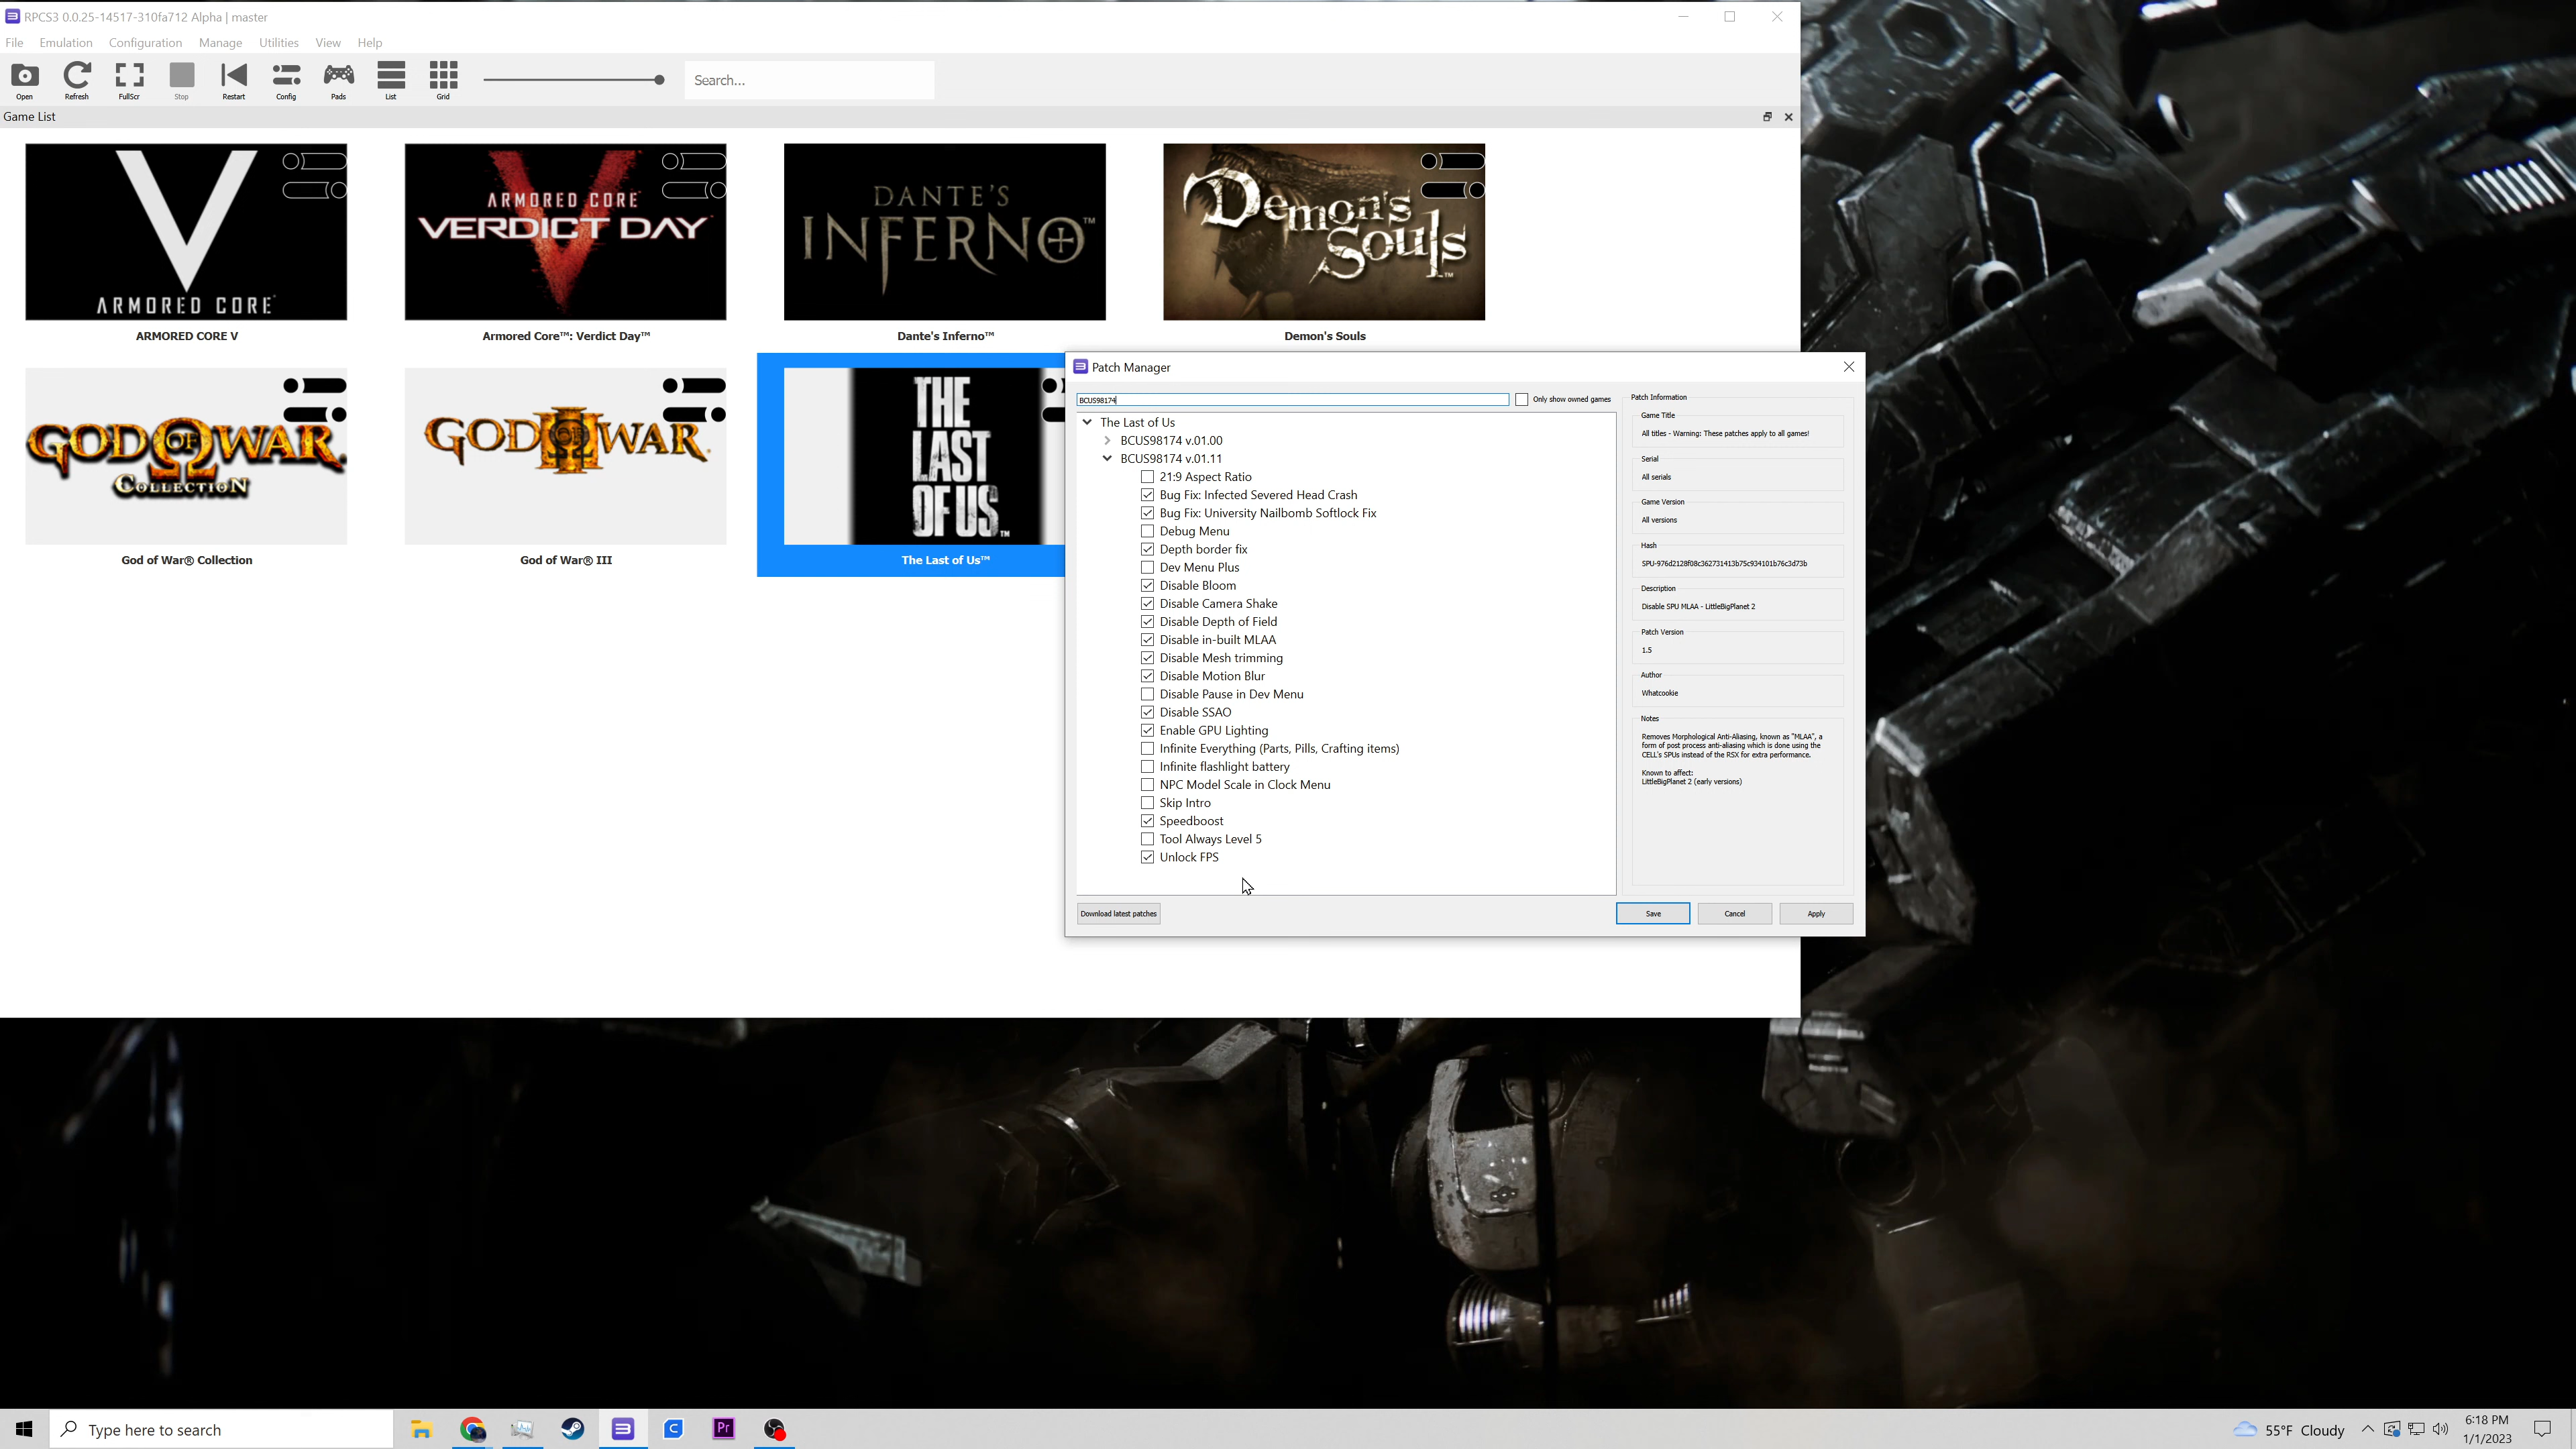 RPCS3 0.0.25-14517-310fa712 Alpha | master
File Emulation Configuration Manage Utilities View Help
Open Refresh FullScr Stop Restart Config Pads List Grid
Search...
Game List
V
ARMORED CORE
ARMORED CORE V
ARMORED CORE
VERDICT DAY™
Armored Core™: Verdict Day™
DANTE'S
INFERNO™
Dante's Inferno™
Demon's
Souls™
Demon's Souls
GOD OF WAR
COLLECTION
God of War® Collection
GOD OF WAR
III
God of War® III
THE
LAST
OF US™
The Last of Us™
Patch Manager
BCUS98174
Only show owned games
The Last of Us
BCUS98174 v.01.00
BCUS98174 v.01.11
21:9 Aspect Ratio
Bug Fix: Infected Severed Head Crash
Bug Fix: University Nailbomb Softlock Fix
Debug Menu
Depth border fix
Dev Menu Plus
Disable Bloom
Disable Camera Shake
Disable Depth of Field
Disable in-built MLAA
Disable Mesh trimming
Disable Motion Blur
Disable Pause in Dev Menu
Disable SSAO
Enable GPU Lighting
Infinite Everything (Parts, Pills, Crafting items)
Infinite flashlight battery
NPC Model Scale in Clock Menu
Skip Intro
Speedboost
Tool Always Level 5
Unlock FPS
Patch Information
Game Title
All titles - Warning: These patches apply to all games!
Serial
All serials
Game Version
All versions
Hash
SPU-976d2128f08c362731413b75c934101b76c3d73b
Description
Disable SPU MLAA - LittleBigPlanet 2
Patch Version
1.5
Author
Whatcookie
Notes
Removes Morphological Anti-Aliasing, known as "MLAA", a
form of post process anti-aliasing which is done using the
CELL's SPUs instead of the RSX for extra performance.
Known to affect:
LittleBigPlanet 2 (early versions)
Download latest patches
Save Cancel Apply
Type here to search
Pr
55°F Cloudy
6:18 PM
1/1/2023